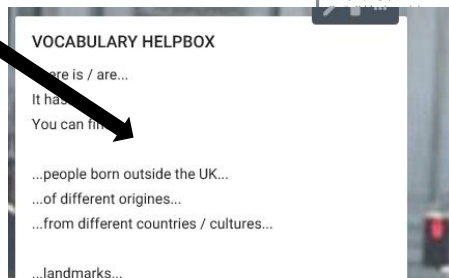 VOCABULARY HELPBOX
is / are...
It
You can
...people born outside the UK...
...of different origines...
...from different countries / cultures...
...landmarks...